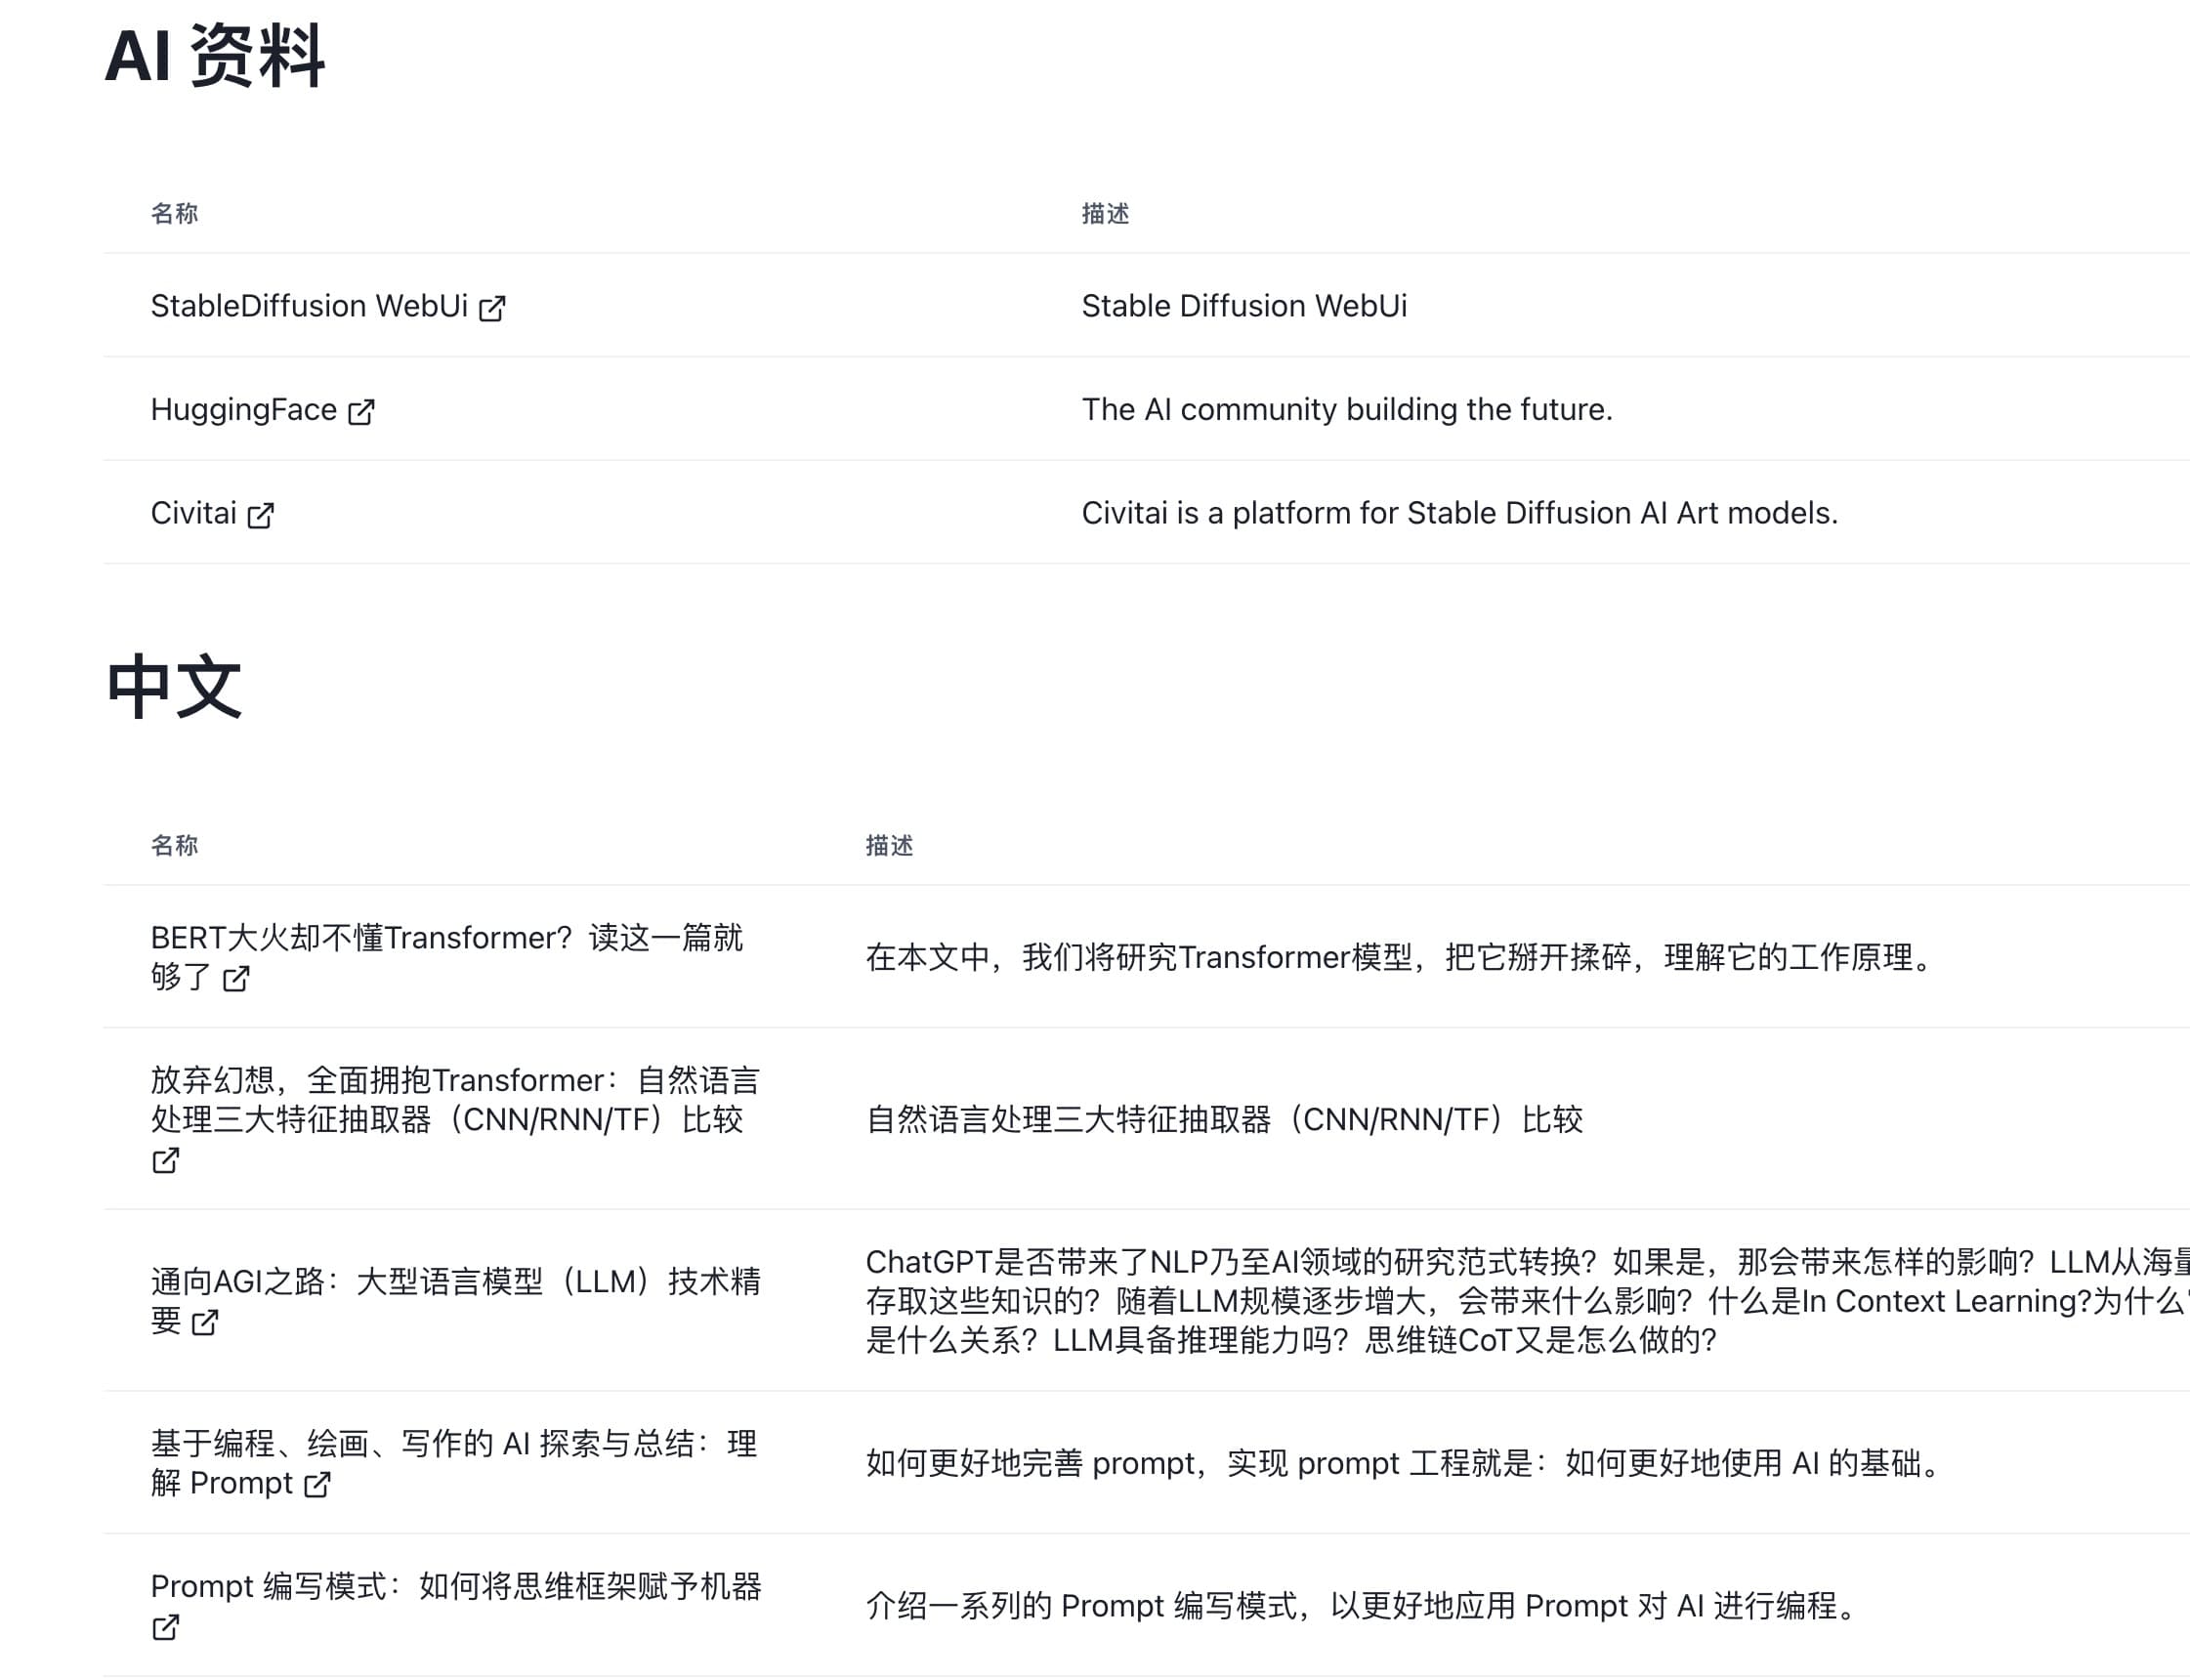 AI 资料
名称 描述
StableDiffusion WebUi Stable Diffusion WebUi
HuggingFace The AI community building the future.
Civitai Civitai is a platform for Stable Diffusion AI Art models.
中文
名称 描述
BERT大火却不懂Transformer？读这一篇就
够了
在本文中，我们将研究Transformer模型，把它掰开揉碎，理解它的工作原理。
放弃幻想，全面拥抱Transformer：自然语言
处理三大特征抽取器（CNN/RNN/TF）比较
自然语言处理三大特征抽取器（CNN/RNN/TF）比较
通向AGI之路：大型语言模型（LLM）技术精
要
ChatGPT是否带来了NLP乃至AI领域的研究范式转换？如果是，那会带来怎样的影响？LLM从海
存取这些知识的？随着LLM规模逐步增大，会带来什么影响？什么是In Context Learning?为什么
是什么关系？LLM具备推理能力吗？思维链CoT又是怎么做的？
基于编程、绘画、写作的 AI 探索与总结：理
解 Prompt
如何更好地完善 prompt，实现 prompt 工程就是：如何更好地使用 AI 的基础。
Prompt 编写模式：如何将思维框架赋予机器
介绍一系列的 Prompt 编写模式，以更好地应用 Prompt 对 AI 进行编程。